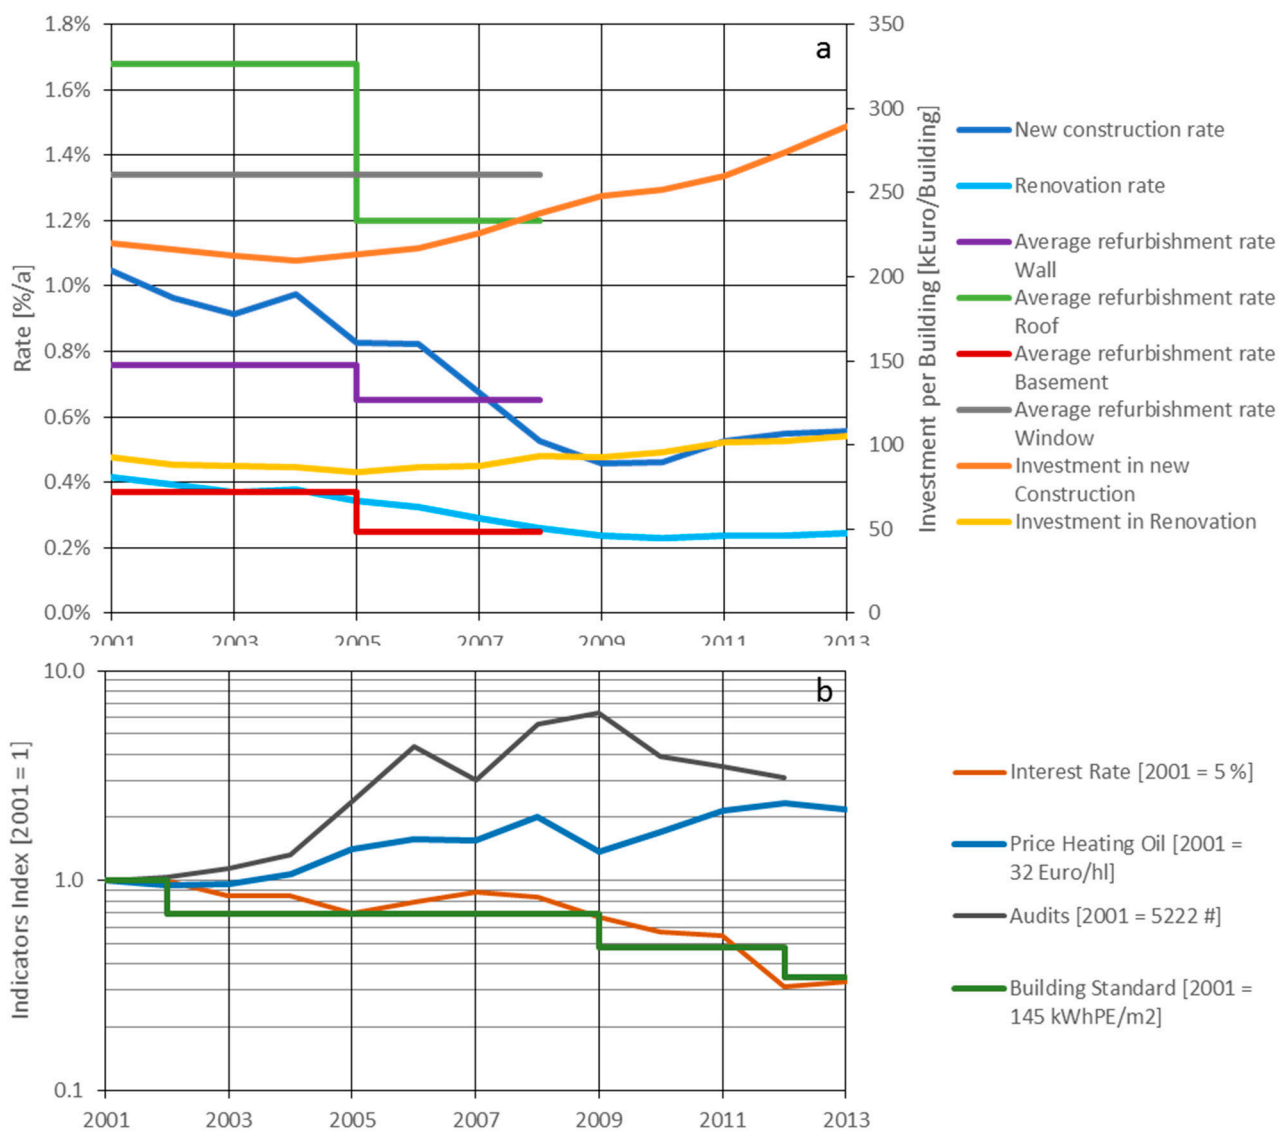 1.8%
1.6%
1.4%
1.2%
1.0%
0.8%
0.6%
0.4%
0.2%
0.0%
Rate [%/a]
a
350
300
250
200
150
100
50
0
Investment per Building [kEuro/Building]
2001 2003 2005 2007 2009 2011 2013
New construction rate
Renovation rate
Average refurbishment rate
Wall
Average refurbishment rate
Roof
Average refurbishment rate
Basement
Average refurbishment rate
Window
Investment in new
Construction
Investment in Renovation
10.0
1.0
0.1
Indicators Index [2001 = 1]
b
2001 2003 2005 2007 2009 2011 2013
Interest Rate [2001 = 5 %]
Price Heating Oil [2001 =
32 Euro/hl]
Audits [2001 = 5222 #]
Building Standard [2001 =
145 kWhPE/m2]